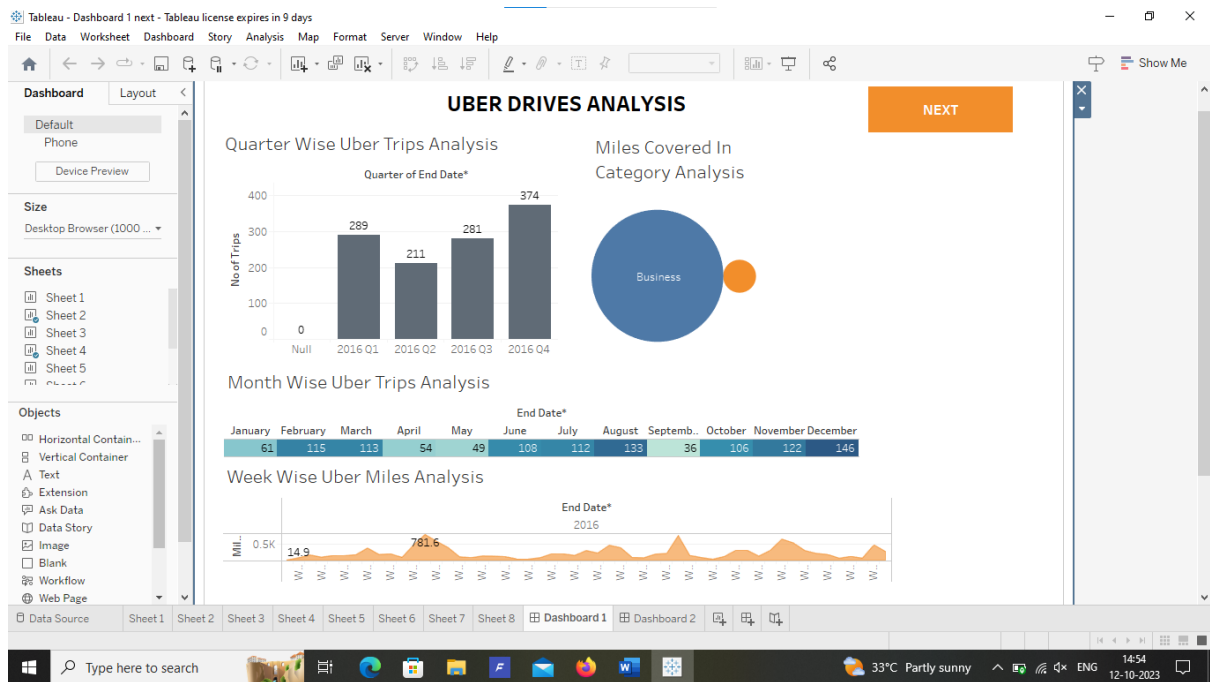 Tableau - Dashboard 1 next - Tableau license expires in 9 days
File Data Worksheet Dashboard Story Analysis Map Format Server Window Help
Show Me
Dashboard Layout
Default
Phone
Device Preview
Size
Desktop Browser (1000 ...
Sheets
Sheet 1
Sheet 2
Sheet 3
Sheet 4
Sheet 5
Objects
Horizontal Contain...
Vertical Container
Text
Extension
Ask Data
Data Story
Image
Blank
Workflow
Web Page
UBER DRIVES ANALYSIS
NEXT
Quarter Wise Uber Trips Analysis
Quarter of End Date*
No of Trips
400
300
200
100
0
0
289
211
281
374
Null 2016 Q1 2016 Q2 2016 Q3 2016 Q4
Miles Covered In
Category Analysis
Business
Month Wise Uber Trips Analysis
End Date*
January February March April May June July August Septemb.. October November December
61 115 113 54 49 108 112 133 36 106 122 146
Week Wise Uber Miles Analysis
End Date*
2016
Mil..
0.5K
14.9
781.6
W.. W.. W.. W.. W.. W.. W.. W.. W.. W.. W.. W.. W.. W.. W.. W.. W.. W.. W.. W.. W.. W.. W.. W.. W.. W..
Data Source Sheet 1 Sheet 2 Sheet 3 Sheet 4 Sheet 5 Sheet 6 Sheet 7 Sheet 8 Dashboard 1 Dashboard 2
Type here to search
33°C Partly sunny
ENG
14:54
12-10-2023